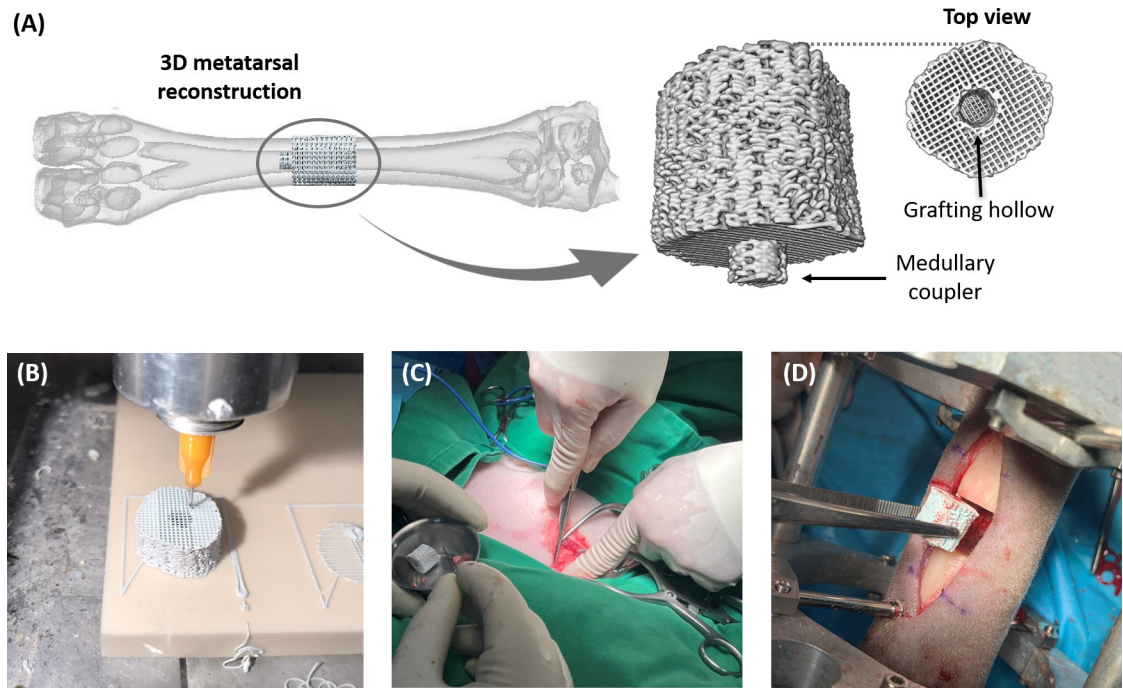 (A)
3D metatarsal
reconstruction
Top view
Grafting hollow
Medullary
coupler
(B)
(C)
(D)